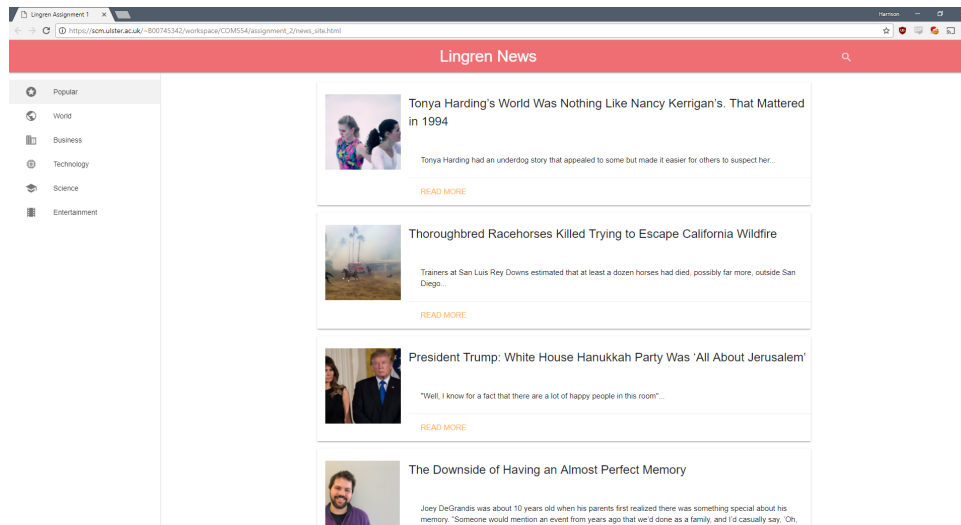 Lingren Assignment 1
Harrison
https://scm.ulster.ac.uk/~B00745342/workspace/COM554/assignment_2/news_site.html
Lingren News
Popular
World
Business
Technology
Science
Entertainment
Tonya Harding's World Was Nothing Like Nancy Kerrigan's. That Mattered
in 1994
Tonya Harding had an underdog story that appealed to some but made it easier for others to suspect her...
READ MORE
Thoroughbred Racehorses Killed Trying to Escape California Wildfire
Trainers at San Luis Rey Downs estimated that at least a dozen horses had died, possibly far more, outside San
Diego...
READ MORE
President Trump: White House Hanukkah Party Was 'All About Jerusalem'
"Well, I know for a fact that there are a lot of happy people in this room"...
READ MORE
The Downside of Having an Almost Perfect Memory
Joey DeGrandis was about 10 years old when his parents first realized there was something special about his
memory. "Someone would mention an event from years ago that we'd done as a family, and I'd casually say, 'Oh,